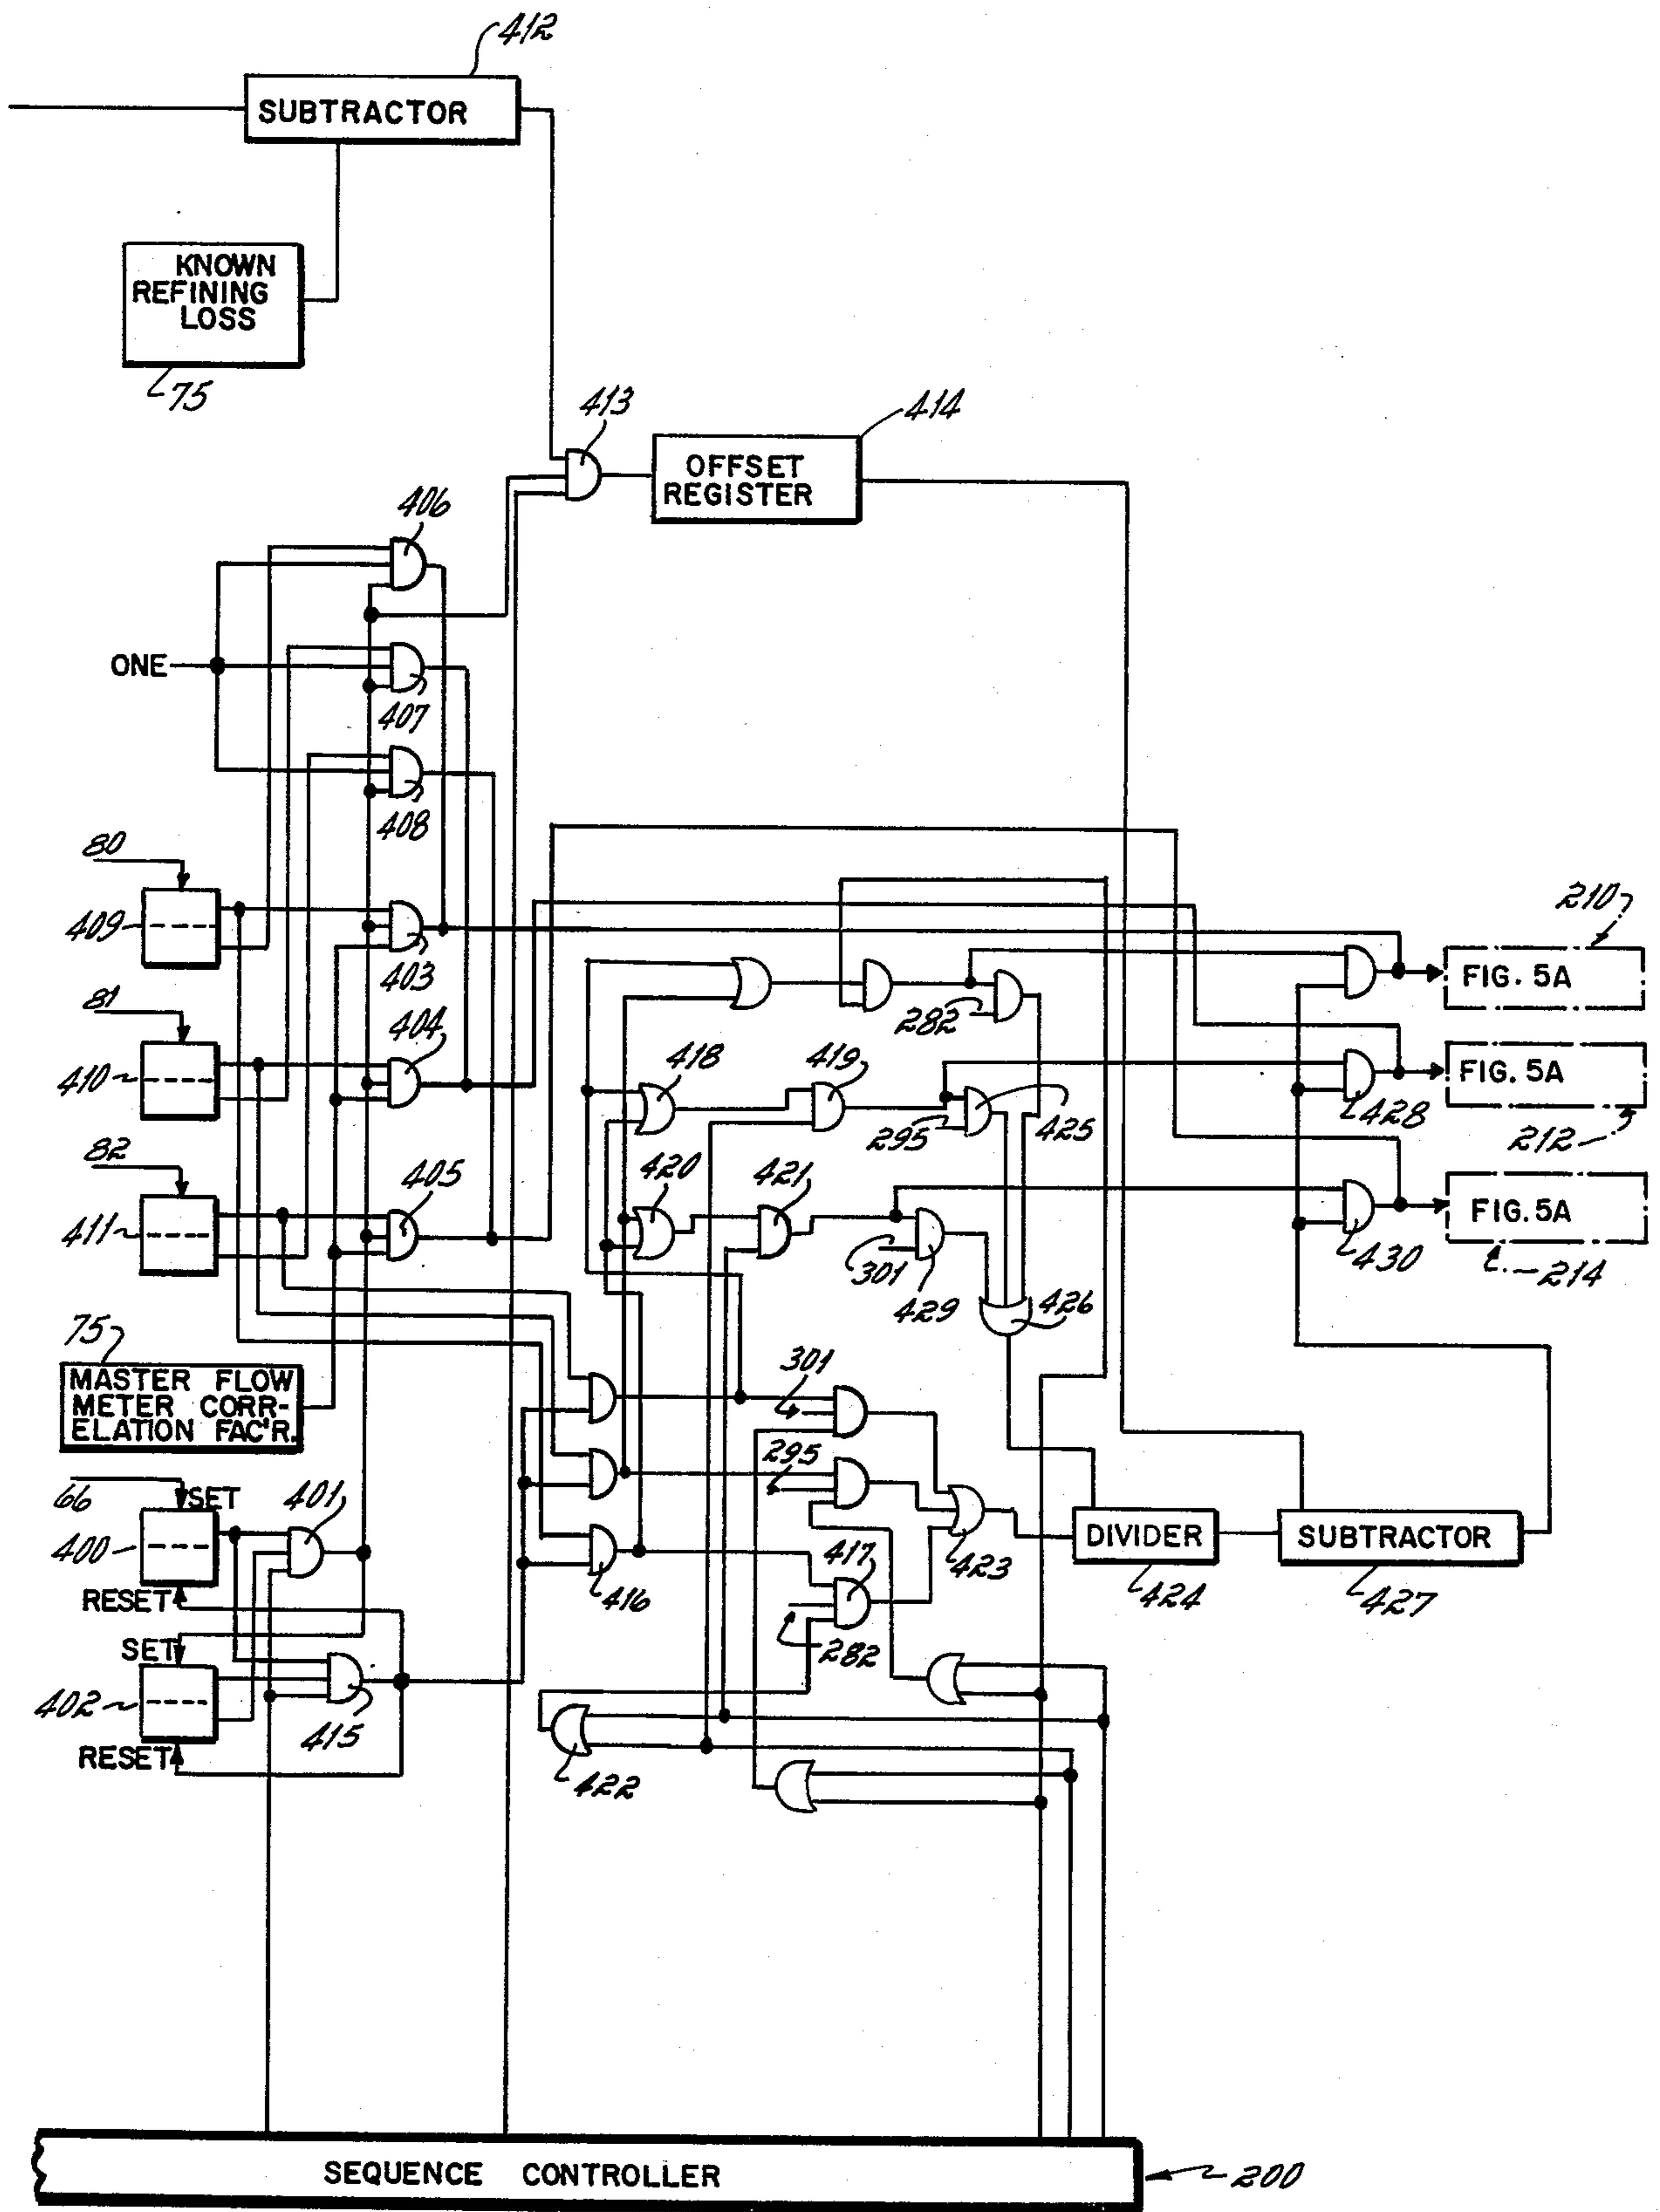 412
SUBTRACTOR
KNOWN
REFINING
LOSS
75
413
414
OFFSET
REGISTER
406
ONE
407
408
80
409
403
210
FIG. 5A
282
81
410
404
418
419
295
425
FIG. 5A
428
212
82
411
405
420
421
301
429
426
FIG. 5A
430
214
75
MASTER FLOW
METER CORR-
ELATION FAC'R.
301
295
66
SET
401
400
RESET
416
417
423
DIVIDER
424
SUBTRACTOR
427
282
SET
402
415
RESET
422
SEQUENCE CONTROLLER
200